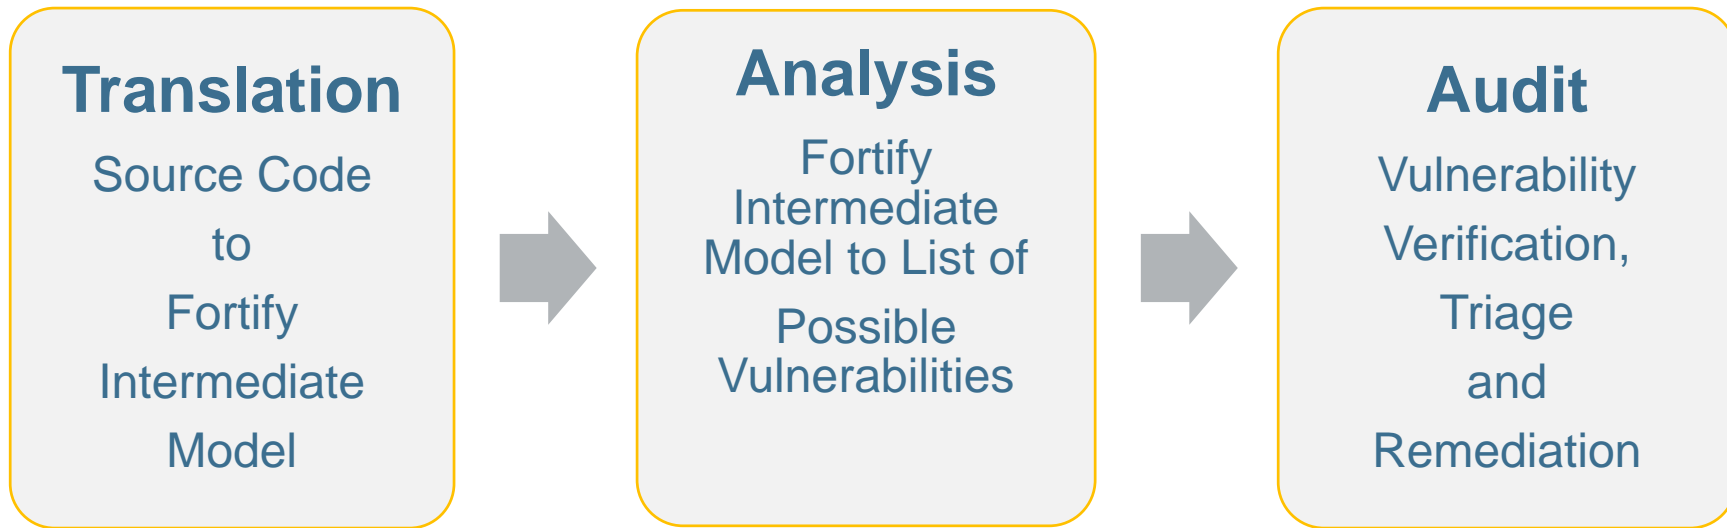 Translation
Source Code
to
Fortify
Intermediate
Model
Analysis
Fortify
Intermediate
Model to List of
Possible
Vulnerabilities
Audit
Vulnerability
Verification,
Triage
and
Remediation